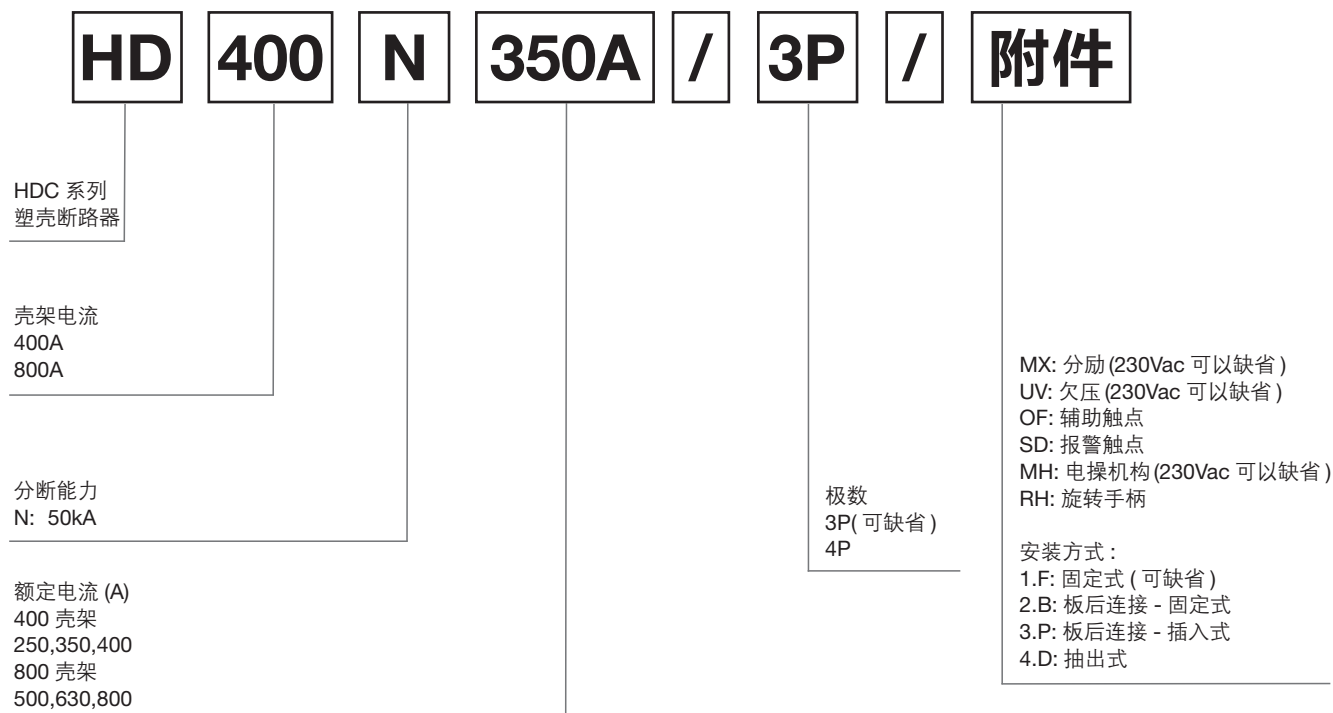 HD 400 N 350A / 3P / 附件
HDC 系列
塑壳断路器
壳架电流
400A
800A
分断能力
N: 50kA
额定电流 (A)
400 壳架
250,350,400
800 壳架
500,630,800
极数
3P( 可缺省 )
4P
MX: 分励 (230Vac 可以缺省 )
UV: 欠压 (230Vac 可以缺省 )
OF: 辅助触点
SD: 报警触点
MH: 电操机构 (230Vac 可以缺省 )
RH: 旋转手柄
安装方式 :
1.F: 固定式 ( 可缺省 )
2.B: 板后连接 - 固定式
3.P: 板后连接 - 插入式
4.D: 抽出式